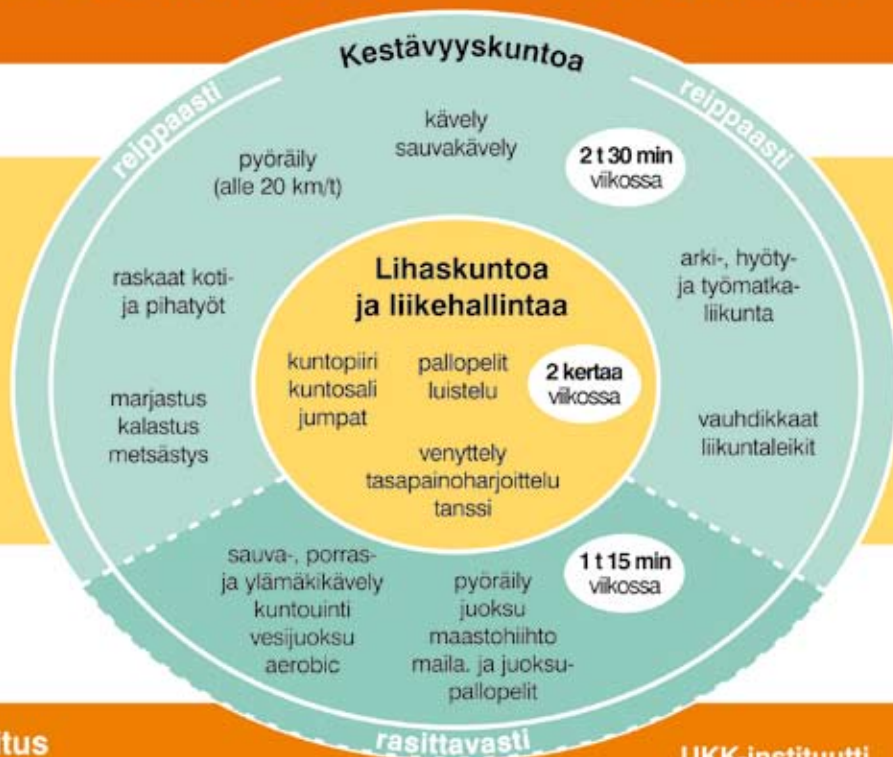 Kestävyyskuntoa
reippaasti
reippaasti
kävely
sauvakävely
2 t 30 min
viikossa
pyöräily
(alle 20 km/t)
raskaat koti-
ja pihatyöt
marjastus
kalastus
metsästys
arki-, hyöty-
ja työmatka-
liikunta
vauhdikkaat
liikuntaleikit
Lihaskuntoa
ja liikehallintaa
kuntopiiri
kuntosali
jumpat
pallopelit
luistelu
2 kertaa
viikossa
venyttely
tasapainoharjoittelu
tanssi
sauva-, porras-
ja ylämäkikävely
kuntouinti
vesijuoksu
aerobic
pyöräily
juoksu
maastohiihto
maila. ja juoksu-
pallopelit
1 t 15 min
viikossa
rasittavasti
itus
UKK instituutti